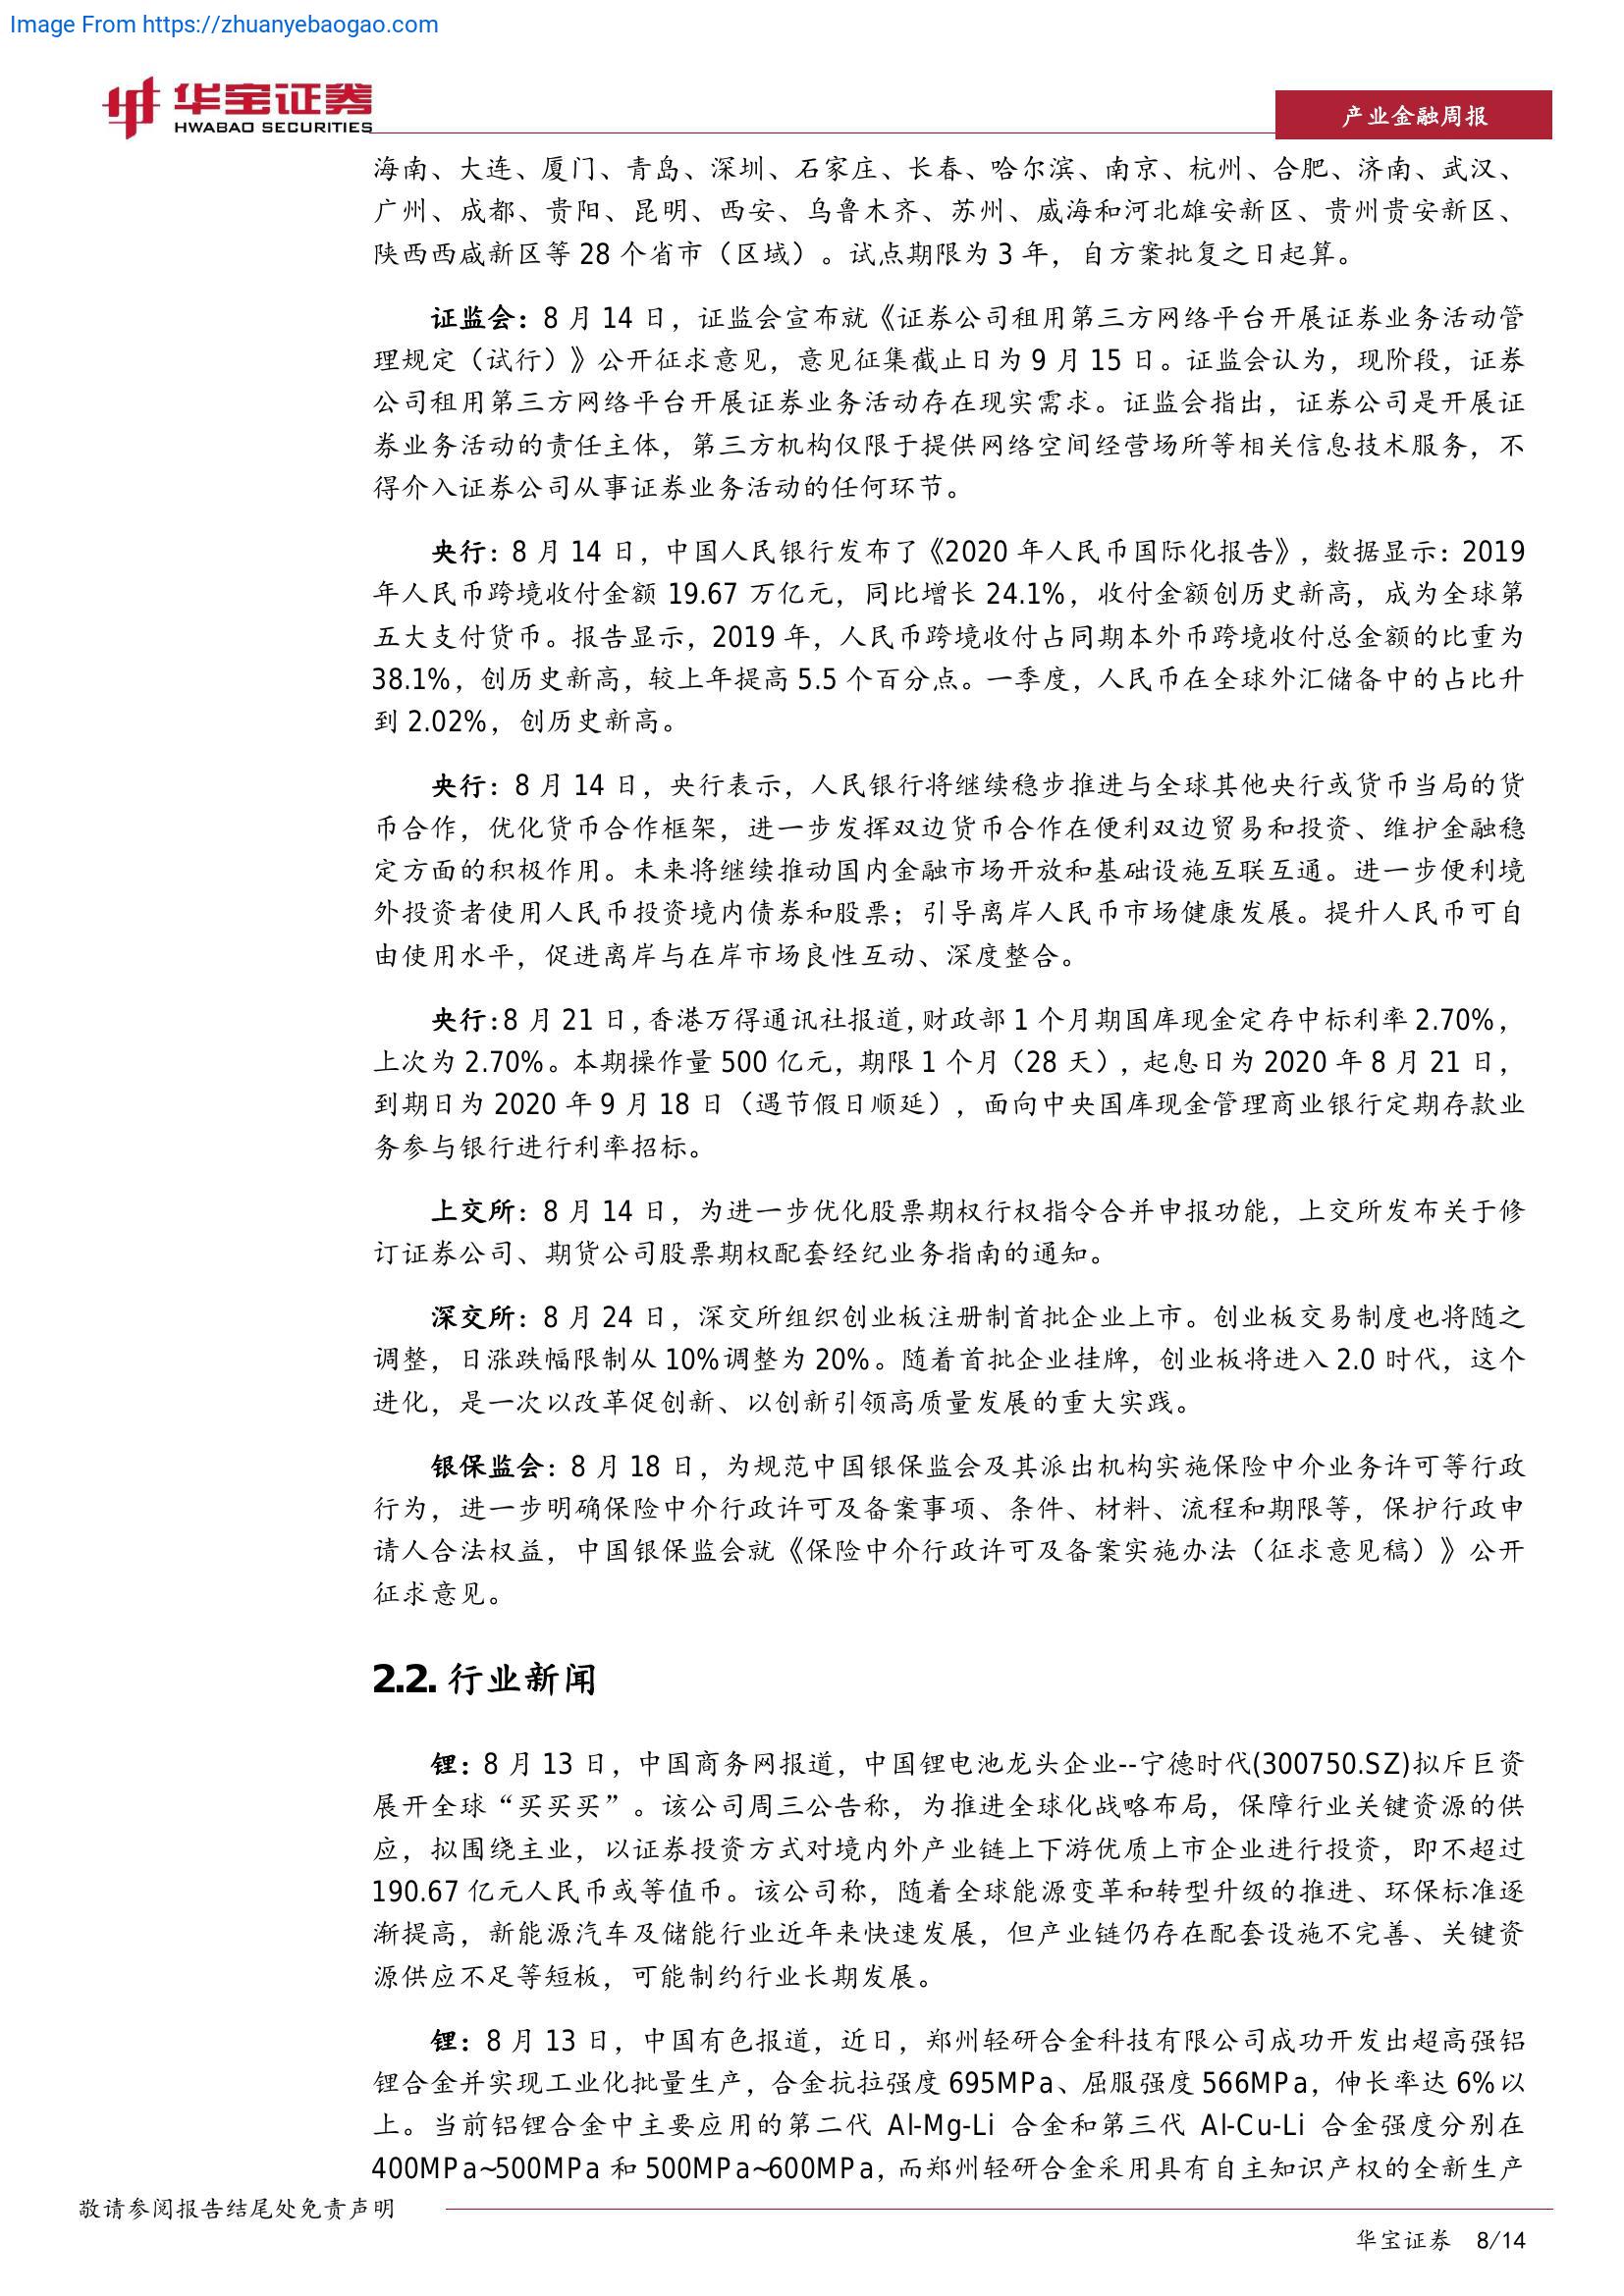 Image From https://zhuanyebaogao.com
华宝证券
HWABAO SECURITIES
产业金融周报
海南、大连、厦门、青岛、深圳、石家庄、长春、哈尔滨、南京、杭州、合肥、济南、武汉、
广州、成都、贵阳、昆明、西安、乌鲁木齐、苏州、威海和河北雄安新区、贵州贵安新区、
陕西西咸新区等 28 个省市（区域）。试点期限为 3 年，自方案批复之日起算。
证监会：8 月 14 日，证监会宣布就《证券公司租用第三方网络平台开展证券业务活动管
理规定（试行）》公开征求意见，意见征集截止日为 9 月 15 日。证监会认为，现阶段，证券
公司租用第三方网络平台开展证券业务活动存在现实需求。证监会指出，证券公司是开展证
券业务活动的责任主体，第三方机构仅限于提供网络空间经营场所等相关信息技术服务，不
得介入证券公司从事证券业务活动的任何环节。
央行：8 月 14 日，中国人民银行发布了《2020 年人民币国际化报告》，数据显示：2019
年人民币跨境收付金额 19.67 万亿元，同比增长 24.1%，收付金额创历史新高，成为全球第
五大支付货币。报告显示，2019 年，人民币跨境收付占同期本外币跨境收付总金额的比重为
38.1%，创历史新高，较上年提高 5.5 个百分点。一季度，人民币在全球外汇储备中的占比升
到 2.02%，创历史新高。
央行：8 月 14 日，央行表示，人民银行将继续稳步推进与全球其他央行或货币当局的货
币合作，优化货币合作框架，进一步发挥双边货币合作在便利双边贸易和投资、维护金融稳
定方面的积极作用。未来将继续推动国内金融市场开放和基础设施互联互通。进一步便利境
外投资者使用人民币投资境内债券和股票；引导离岸人民币市场健康发展。提升人民币可自
由使用水平，促进离岸与在岸市场良性互动、深度整合。
央行：8 月 21 日，香港万得通讯社报道，财政部 1 个月期国库现金定存中标利率 2.70%，
上次为 2.70%。本期操作量 500 亿元，期限 1 个月（28 天），起息日为 2020 年 8 月 21 日，
到期日为 2020 年 9 月 18 日（遇节假日顺延），面向中央国库现金管理商业银行定期存款业
务参与银行进行利率招标。
上交所：8 月 14 日，为进一步优化股票期权行权指令合并申报功能，上交所发布关于修
订证券公司、期货公司股票期权配套经纪业务指南的通知。
深交所：8 月 24 日，深交所组织创业板注册制首批企业上市。创业板交易制度也将随之
调整，日涨跌幅限制从 10%调整为 20%。随着首批企业挂牌，创业板将进入 2.0 时代，这个
进化，是一次以改革促创新、以创新引领高质量发展的重大实践。
银保监会：8 月 18 日，为规范中国银保监会及其派出机构实施保险中介业务许可等行政
行为，进一步明确保险中介行政许可及备案事项、条件、材料、流程和期限等，保护行政申
请人合法权益，中国银保监会就《保险中介行政许可及备案实施办法（征求意见稿）》公开
征求意见。
2.2. 行业新闻
锂：8 月 13 日，中国商务网报道，中国锂电池龙头企业--宁德时代(300750.SZ)拟斥巨资
展开全球“买买买”。该公司周三公告称，为推进全球化战略布局，保障行业关键资源的供
应，拟围绕主业，以证券投资方式对境内外产业链上下游优质上市企业进行投资，即不超过
190.67 亿元人民币或等值币。该公司称，随着全球能源变革和转型升级的推进、环保标准逐
渐提高，新能源汽车及储能行业近年来快速发展，但产业链仍存在配套设施不完善、关键资
源供应不足等短板，可能制约行业长期发展。
锂：8 月 13 日，中国有色报道，近日，郑州轻研合金科技有限公司成功开发出超高强铝
锂合金并实现工业化批量生产，合金抗拉强度 695MPa、屈服强度 566MPa，伸长率达 6%以
上。当前铝锂合金中主要应用的第二代 Al-Mg-Li 合金和第三代 Al-Cu-Li 合金强度分别在
400MPa~500MPa 和 500MPa~600MPa，而郑州轻研合金采用具有自主知识产权的全新生产
敬请参阅报告结尾处免责声明
华宝证券 8/14